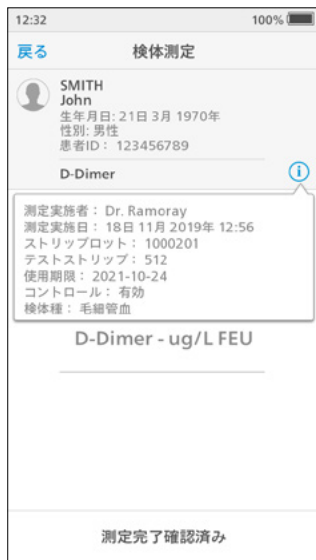 12:32 100%
戻る 検体測定
SMITH
John
生年月日: 21日 3月 1970年
性別: 男性
患者ID： 123456789
D-Dimer
測定実施者： Dr. Ramoray
測定実施日： 18日 11月 2019年 12:56
ストリップロット： 1000201
テストストリップ： 512
使用期限： 2021-10-24
コントロール： 有効
検体種： 毛細管血
D-Dimer - ug/L FEU
測定完了確認済み